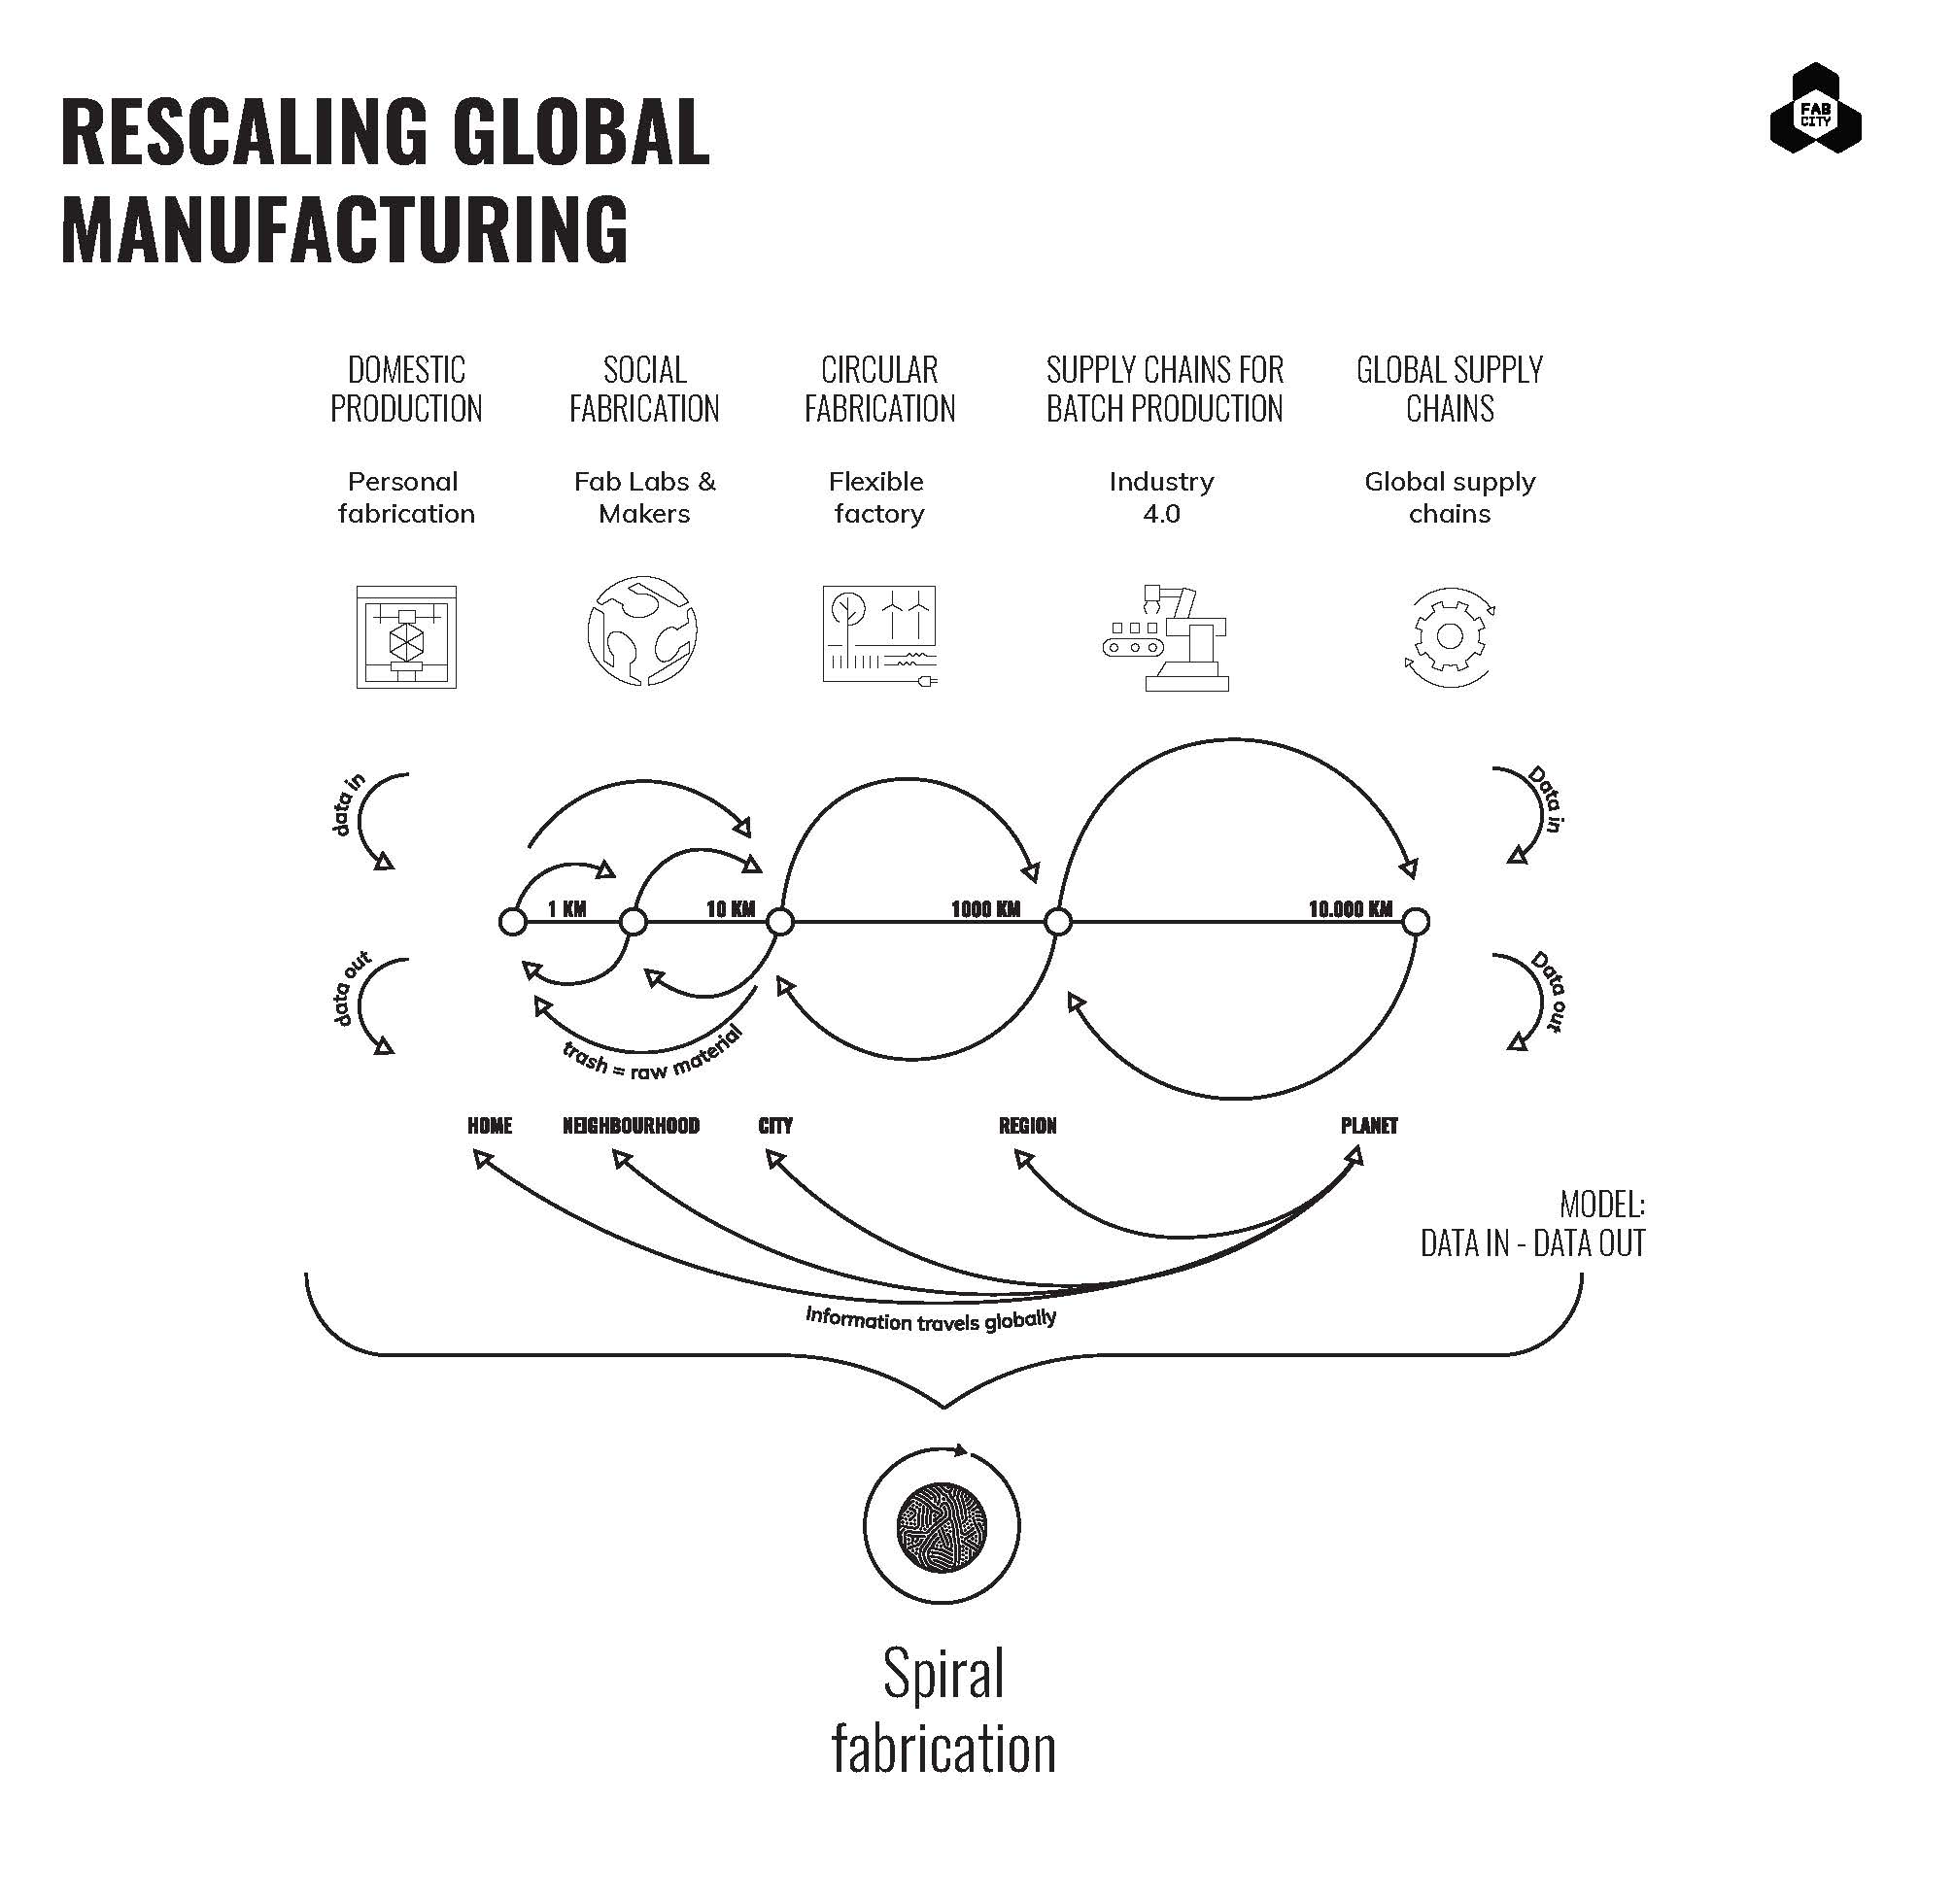 RESCALING GLOBAL
MANUFACTURING
FAB
CITY
DOMESTIC
PRODUCTION
SOCIAL
FABRICATION
CIRCULAR
FABRICATION
SUPPLY CHAINS FOR
BATCH PRODUCTION
GLOBAL SUPPLY
CHAINS
Personal
fabrication
Fab Labs &
Makers
Flexible
factory
Industry
4.0
Global supply
chains
data in
Data in
1 KM
10 KM
1000 KM
10.000 KM
data out
Data out
trash = raw material
HOME
NEIGHBOURHOOD
CITY
REGION
PLANET
MODEL:
DATA IN - DATA OUT
Information travels globally
Spiral
fabrication